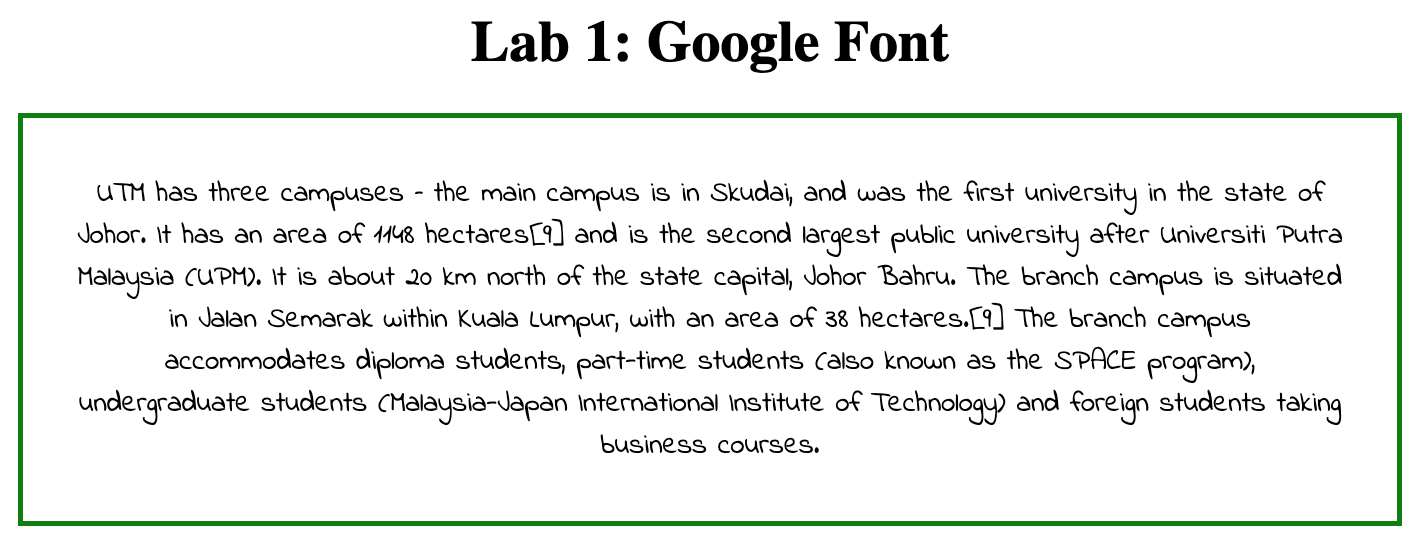 Lab 1: Google Font
UTM has three campuses - the main campus is in Skudai, and was the first university in the state of
Johor. It has an area of 1148 hectares[9] and is the second largest public university after Universiti Putra
Malaysia (UPM). It is about 20 km north of the state capital, Johor Bahru. The branch campus is situated
in Jalan Semarak within Kuala Lumpur, with an area of 38 hectares.[9] The branch campus
accommodates diploma students, part-time students (also known as the SPACE program),
undergraduate students (Malaysia-Japan International Institute of Technology) and foreign students taking
business courses.